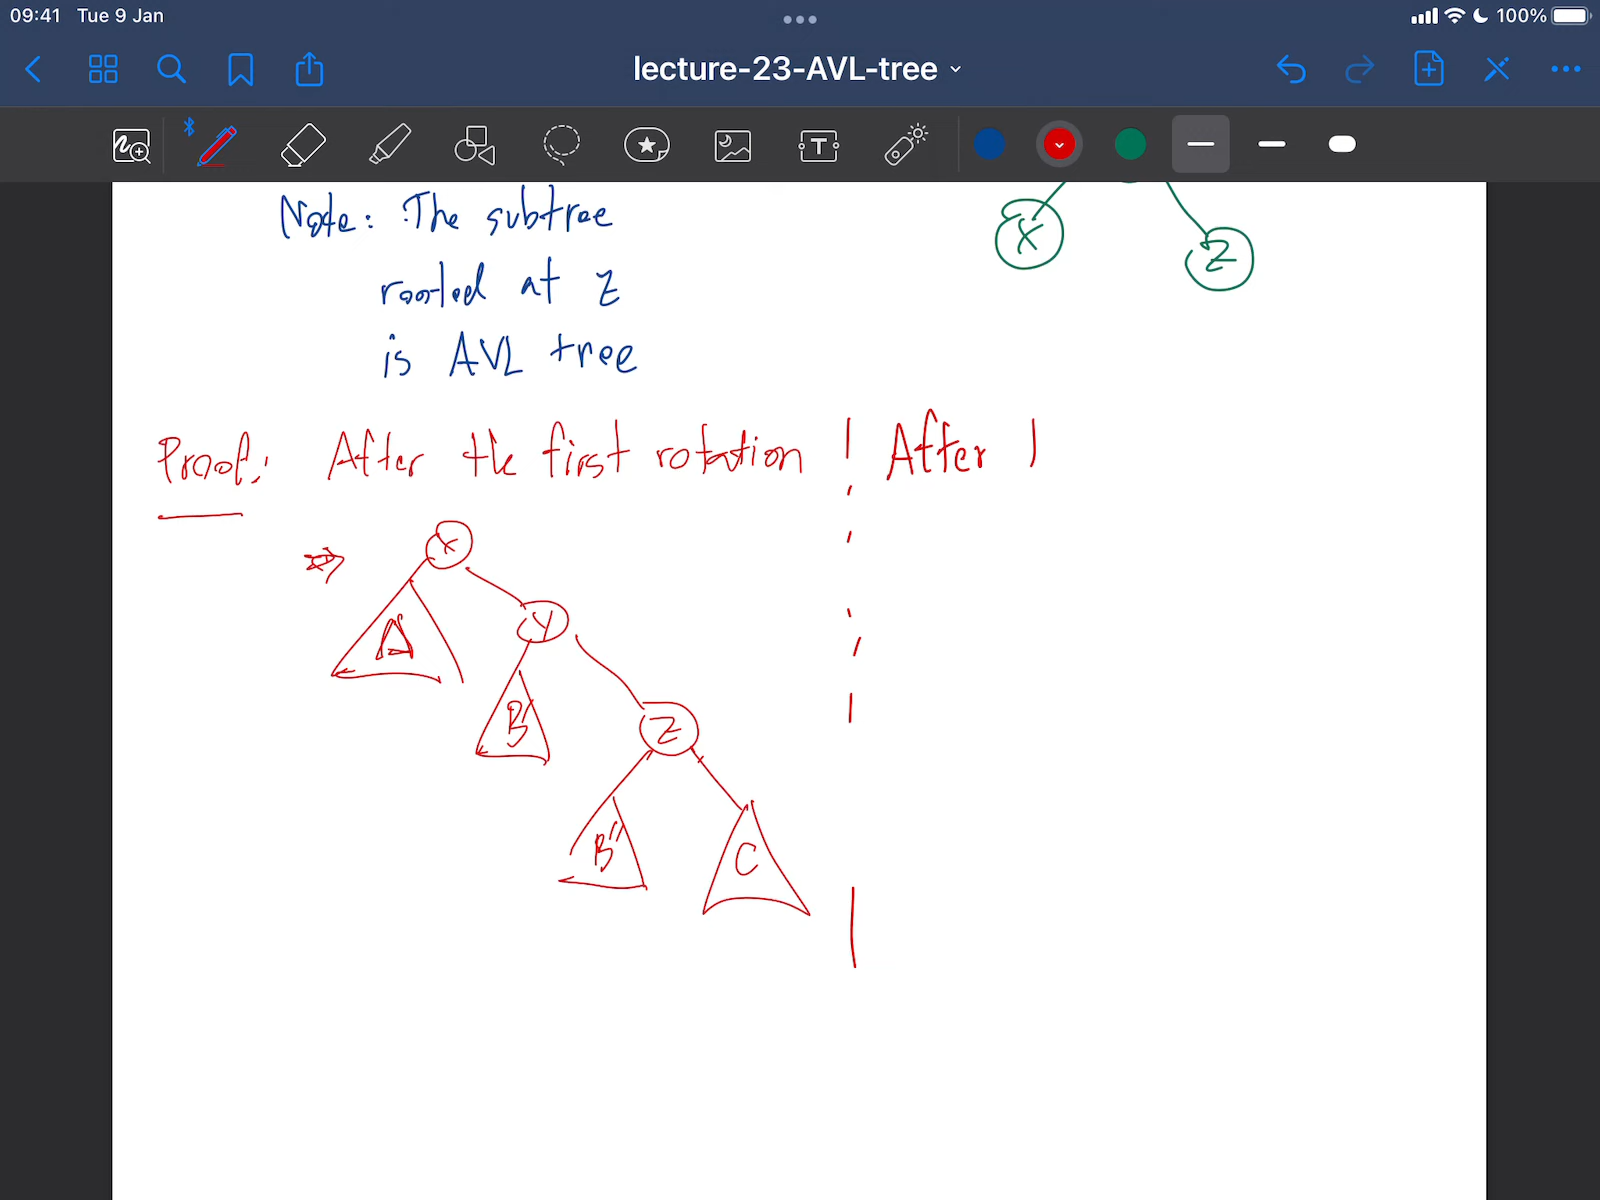 09:41 Tue 9 Jan
100%
lecture-23-AVL-tree
T
Note: The subtree
rooted at z
is AVL tree
X
Z
Proof: After the first rotation
After
X
A
Y
B'
Z
B''
C